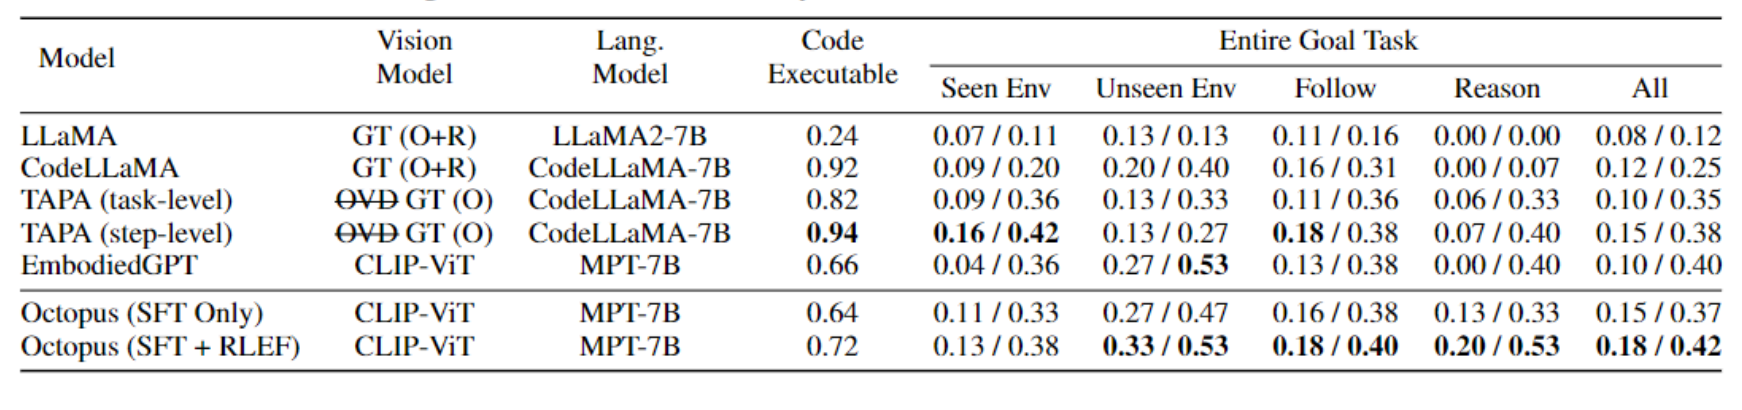 Vision Lang. Code Entire Goal Task
Model Model Model Executable Seen Env Unseen Env Follow Reason All
LLaMA GT (O+R) LLaMA2-7B 0.24 0.07 / 0.11 0.13 / 0.13 0.11 / 0.16 0.00 / 0.00 0.08 / 0.12
CodeLLaMA GT (O+R) CodeLLaMA-7B 0.92 0.09 / 0.20 0.20 / 0.40 0.16 / 0.31 0.00 / 0.07 0.12 / 0.25
TAPA (task-level) OVD GT (O) CodeLLaMA-7B 0.82 0.09 / 0.36 0.13 / 0.33 0.11 / 0.36 0.06 / 0.33 0.10 / 0.35
TAPA (step-level) OVD GT (O) CodeLLaMA-7B 0.94 0.16 / 0.42 0.13 / 0.27 0.18 / 0.38 0.07 / 0.40 0.15 / 0.38
EmbodiedGPT CLIP-ViT MPT-7B 0.66 0.04 / 0.36 0.27 / 0.53 0.13 / 0.38 0.00 / 0.40 0.10 / 0.40
Octopus (SFT Only) CLIP-ViT MPT-7B 0.64 0.11 / 0.33 0.27 / 0.47 0.16 / 0.38 0.13 / 0.33 0.15 / 0.37
Octopus (SFT + RLEF) CLIP-ViT MPT-7B 0.72 0.13 / 0.38 0.33 / 0.53 0.18 / 0.40 0.20 / 0.53 0.18 / 0.42